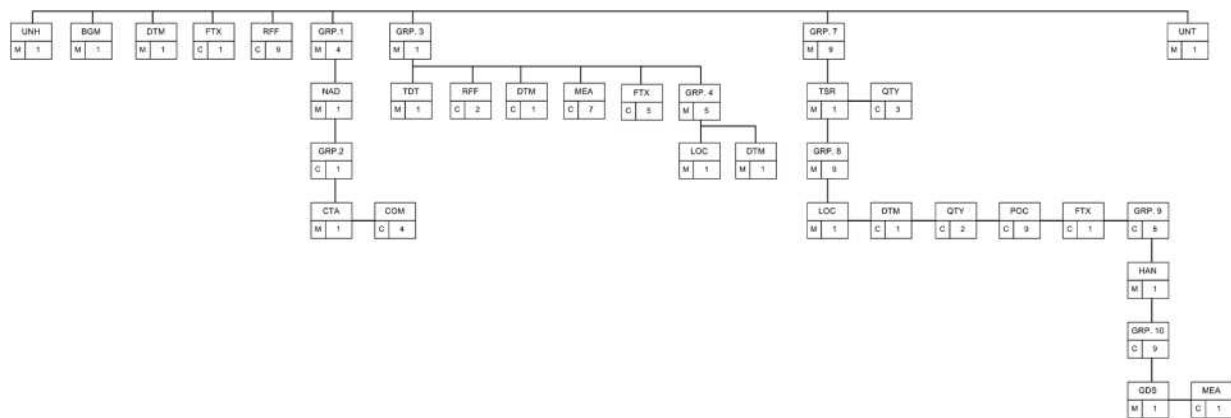 UNH BGM DTM FTX RFF GRP.1 GRP. 3 GRP. 7 UNT
M 1 M 1 M 1 C 1 C 9 M 4 M 1 M 9 M 1
NAD TDT RFF DTM MEA FTX GRP. 4 TSR QTY
M 1 M 1 C 2 C 1 C 7 C 5 M 5 M 1 C 3
GRP.2 LOC DTM GRP. 8
C 1 M 1 M 1 M 9
CTA COM LOC DTM QTY POC FTX GRP. 9
M 1 C 4 M 1 C 1 C 2 C 9 C 1 C 8
HAN
M 1
GRP. 10
C 9
GDS MEA
M 1 C 1